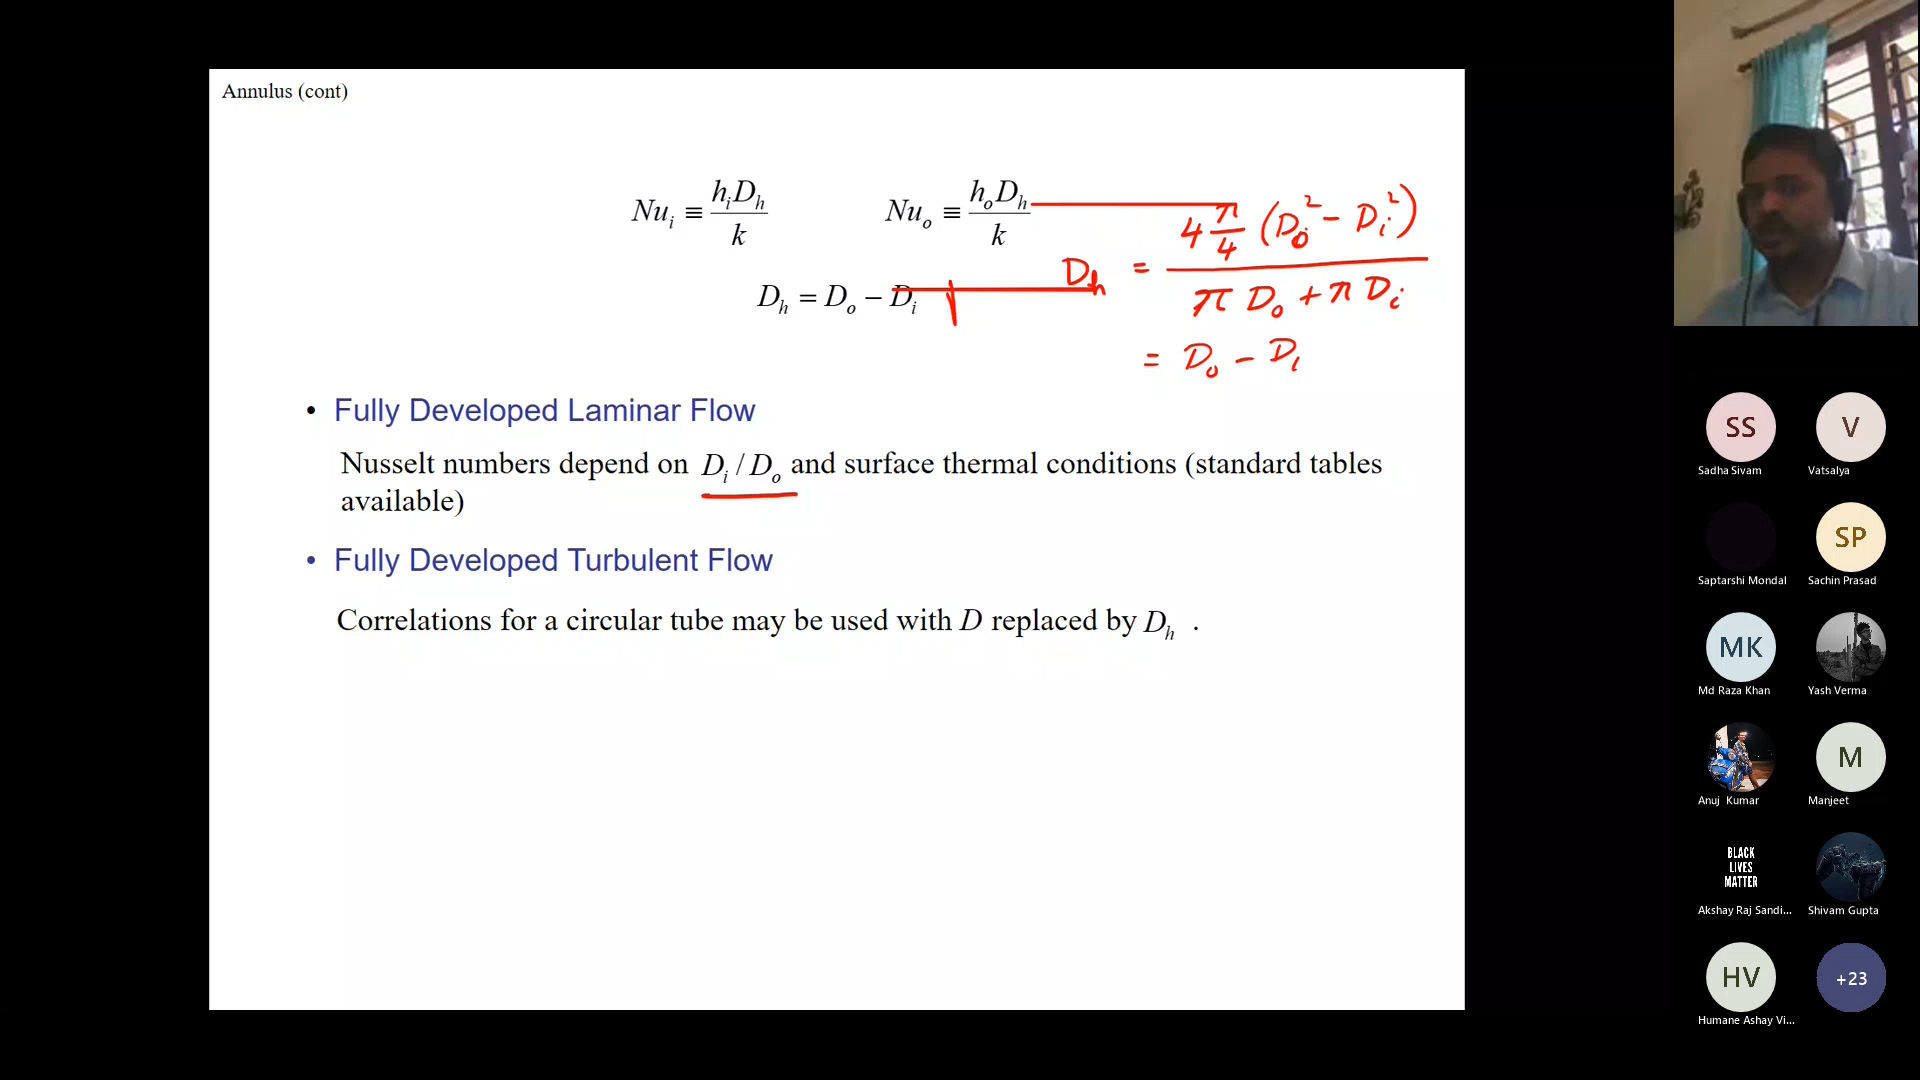 Annulus (cont)
Nu_i ≡ h_i D_h / k    Nu_o ≡ h_o D_h / k
D_h = 4 π/4 (D_o² − D_i²) / (π D_o + π D_i)
D_h = D_o − D_i
= D_o − D_i
• Fully Developed Laminar Flow
Nusselt numbers depend on D_i / D_o and surface thermal conditions (standard tables
available)
• Fully Developed Turbulent Flow
Correlations for a circular tube may be used with D replaced by D_h .
SS V
Sadha Sivam Vatsalya
SP
Saptarshi Mondal Sachin Prasad
MK
Md Raza Khan Yash Verma
M
Anuj Kumar Manjeet
BLACK
LIVES
MATTER
Akshay Raj Sandi... Shivam Gupta
HV +23
Humane Ashay Vi...